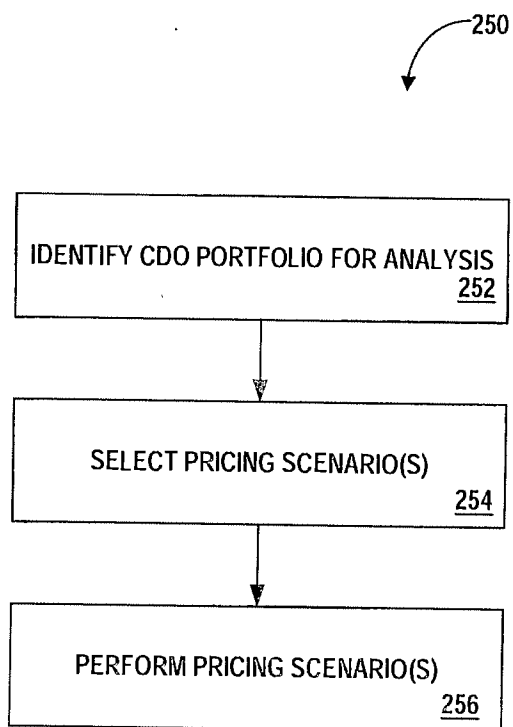 250
IDENTIFY CDO PORTFOLIO FOR ANALYSIS
252
SELECT PRICING SCENARIO(S)
254
PERFORM PRICING SCENARIO(S)
256